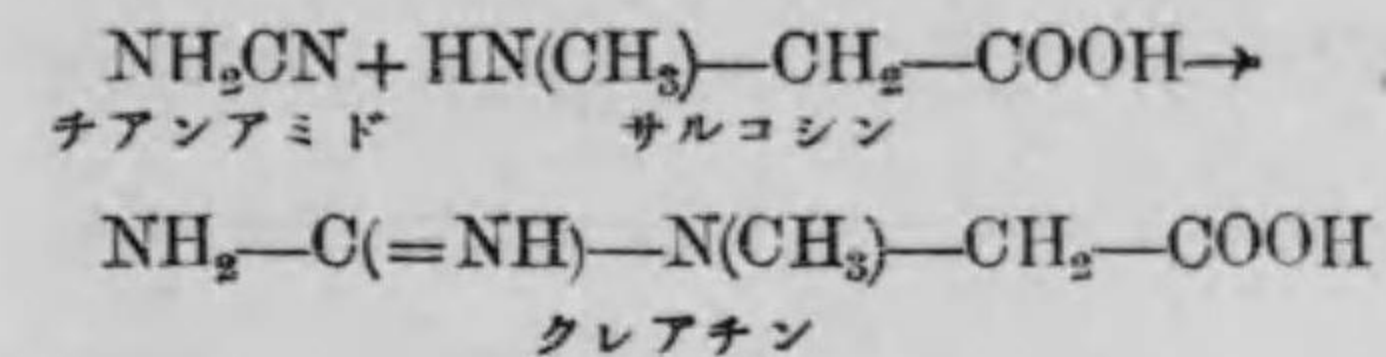 NH₂CN+HN(CH₃)—CH₂—COOH→
チアンアミド サルコシン
NH₂—C(=NH)—N(CH₃)—CH₂—COOH
クレアチン